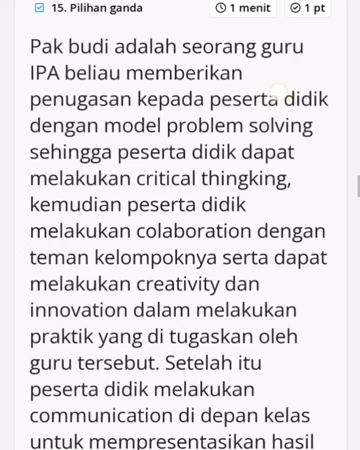 15. Pilihan ganda
1 menit
1 pt
Pak budi adalah seorang guru
IPA beliau memberikan
penugasan kepada peserta didik
dengan model problem solving
sehingga peserta didik dapat
melakukan critical thingking,
kemudian peserta didik
melakukan colaboration dengan
teman kelompoknya serta dapat
melakukan creativity dan
innovation dalam melakukan
praktik yang di tugaskan oleh
guru tersebut. Setelah itu
peserta didik melakukan
communication di depan kelas
untuk mempresentasikan hasil